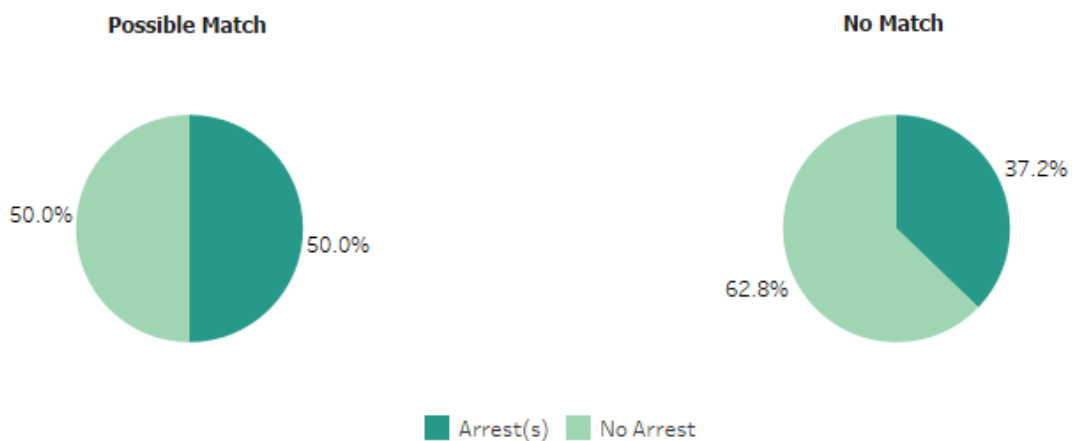 Possible Match
No Match
50.0%
50.0%
37.2%
62.8%
Arrest(s)
No Arrest